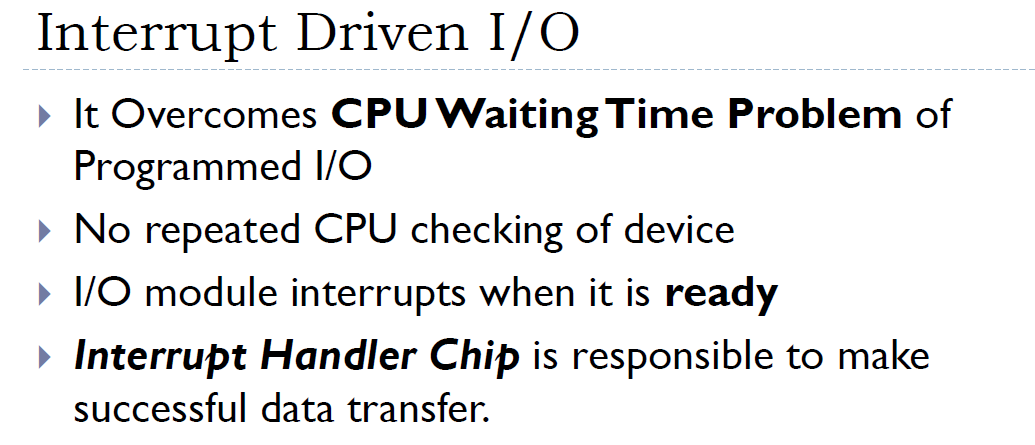 Interrupt Driven I/O
It Overcomes CPU Waiting Time Problem of
Programmed I/O
No repeated CPU checking of device
I/O module interrupts when it is ready
Interrupt Handler Chip is responsible to make
successful data transfer.